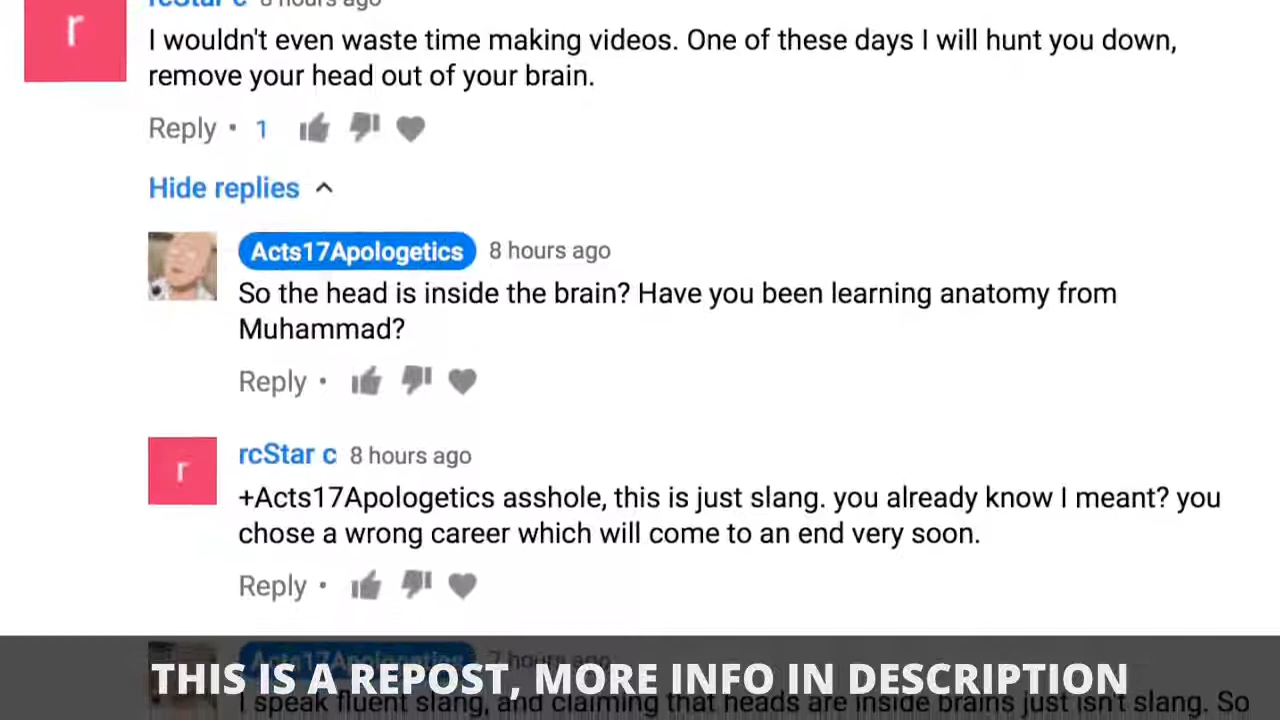 rcStar c 8 hours ago
r
I wouldn't even waste time making videos. One of these days I will hunt you down,
remove your head out of your brain.
Reply • 1
Hide replies
Acts17Apologetics 8 hours ago
So the head is inside the brain? Have you been learning anatomy from
Muhammad?
Reply •
r
rcStar c 8 hours ago
+Acts17Apologetics asshole, this is just slang. you already know I meant? you
chose a wrong career which will come to an end very soon.
Reply •
Acts17Apologetics 7 hours ago
THIS IS A REPOST, MORE INFO IN DESCRIPTION
I speak fluent slang, and claiming that heads are inside brains just isn't slang. So